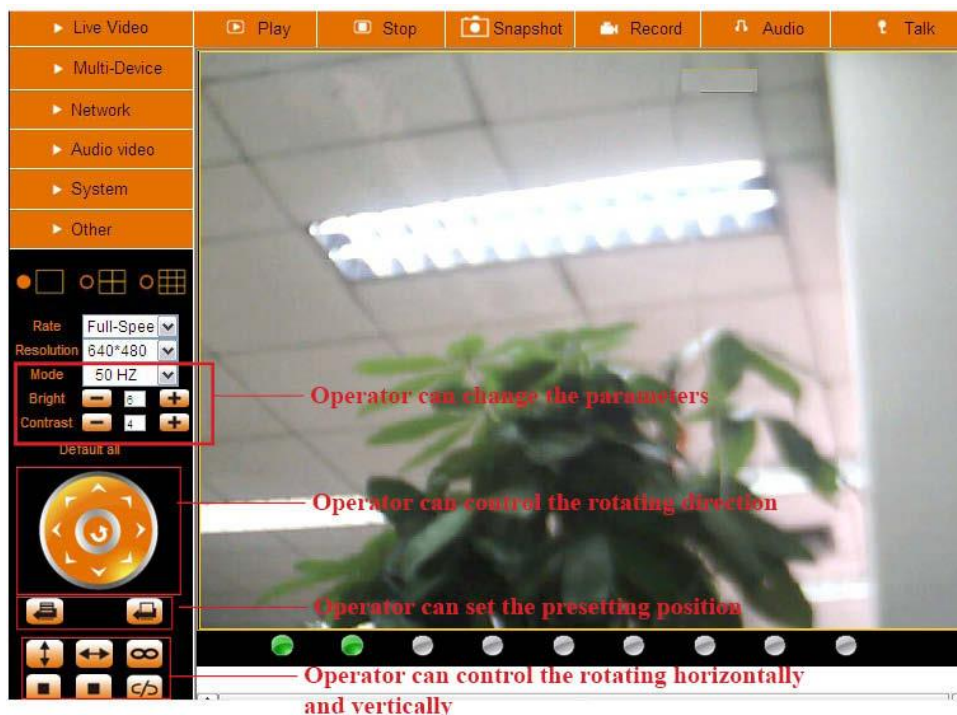 Live Video
Play Stop Snapshot Record Audio Talk
Multi-Device
Network
Audio video
System
Other
Rate Full-Spee
Resolution 640*480
Mode 50 HZ
Bright 6
Contrast 4
Default all
Operator can change the parameters
Operator can control the rotating direction
Operator can set the presetting position
Operator can control the rotating horizontally
and vertically